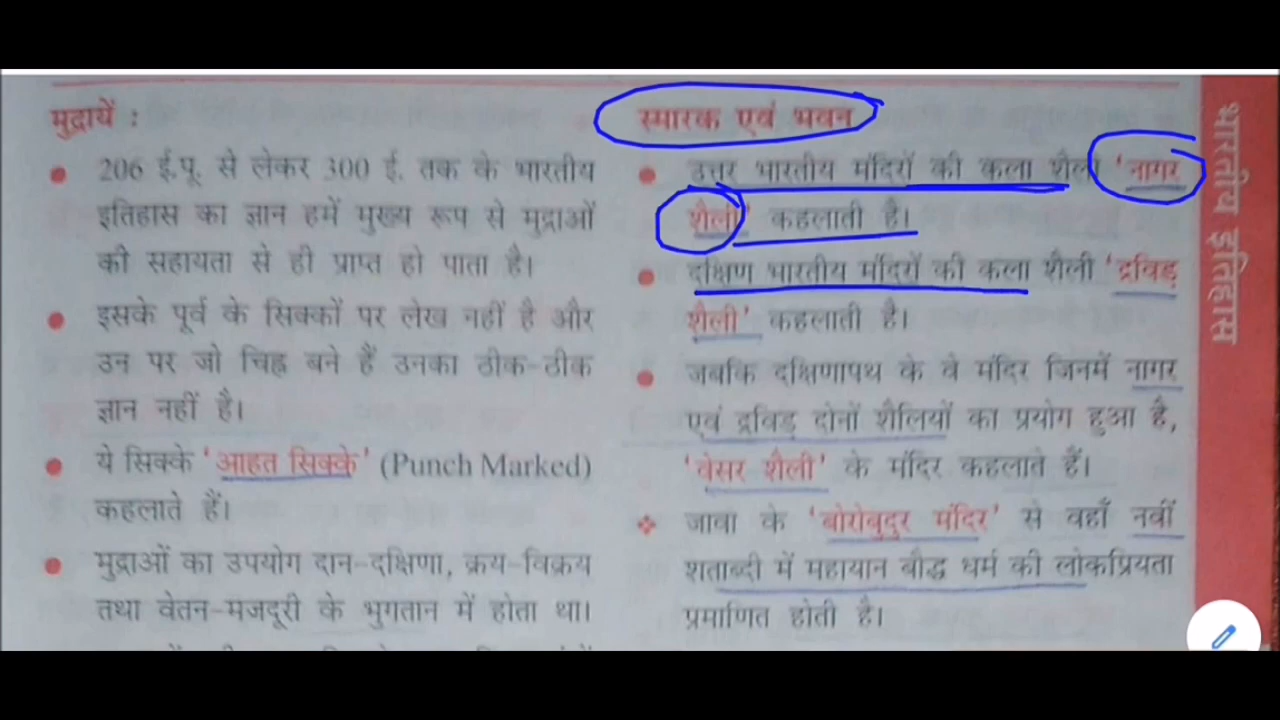 मुद्रायें :
206 ई.पू. से लेकर 300 ई. तक के भारतीय
इतिहास का ज्ञान हमें मुख्य रूप से मुद्राओं
की सहायता से ही प्राप्त हो पाता है।
इसके पूर्व के सिक्कों पर लेख नहीं है और
उन पर जो चिह्न बने हैं उनका ठीक-ठीक
ज्ञान नहीं है।
ये सिक्के 'आहत सिक्के' (Punch Marked)
कहलाते हैं।
मुद्राओं का उपयोग दान-दक्षिणा, क्रय-विक्रय
तथा वेतन-मजदूरी के भुगतान में होता था।
स्मारक एवं भवन
उत्तर भारतीय मंदिरों की कला शैली 'नागर
शैली' कहलाती है।
दक्षिण भारतीय मंदिरों की कला शैली 'द्रविड़
शैली' कहलाती है।
जबकि दक्षिणापथ के वे मंदिर जिनमें नागर
एवं द्रविड़ दोनों शैलियों का प्रयोग हुआ है,
'वेसर शैली' के मंदिर कहलाते हैं।
जावा के 'बोरोबुदुर मंदिर' से वहाँ नवीं
शताब्दी में महायान बौद्ध धर्म की लोकप्रियता
प्रमाणित होती है।
भारतीय इतिहास